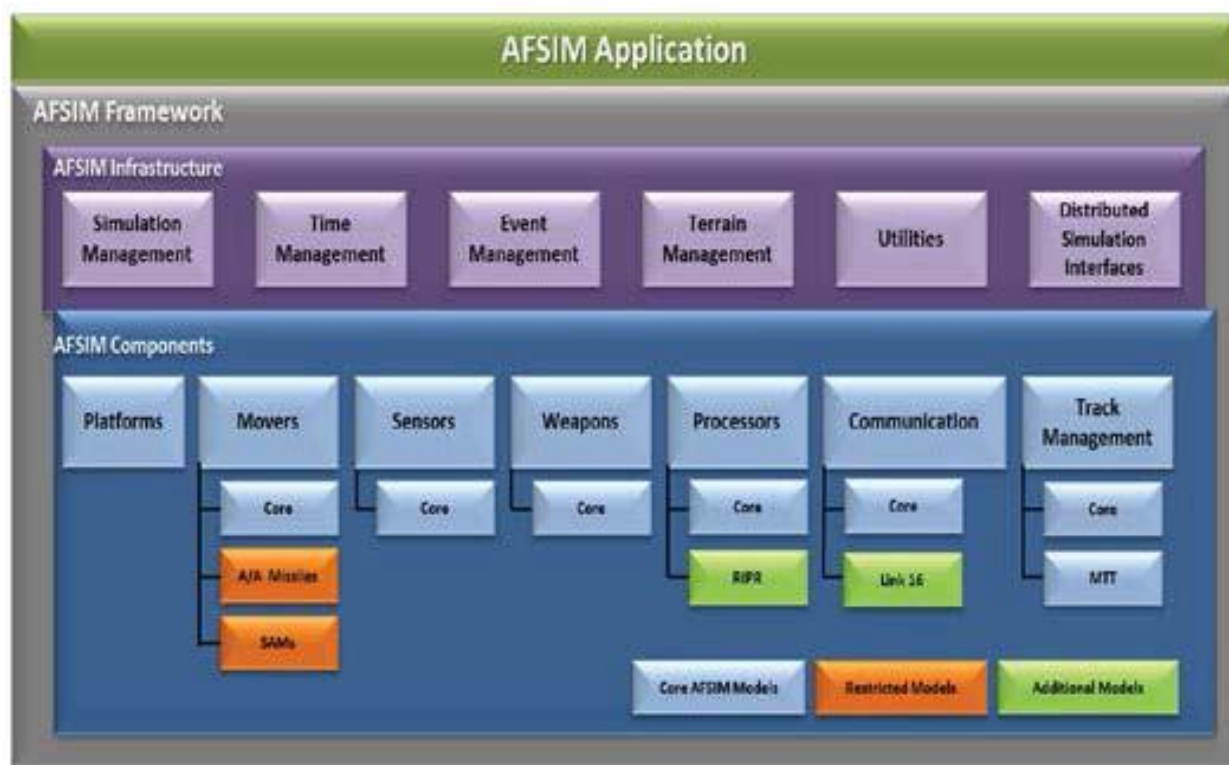 AFSIM Application
AFSIM Framework
AFSIM Infrastructure
Simulation
Management
Time
Management
Event
Management
Terrain
Management
Utilities
Distributed
Simulation
Interfaces
AFSIM Components
Platforms
Movers
Sensors
Weapons
Processors
Communication
Track
Management
Core
Core
Core
Core
Core
Core
A/A Missiles
RIPR
Link 16
MTT
SAMs
Core AFSIM Models
Restricted Models
Additional Models